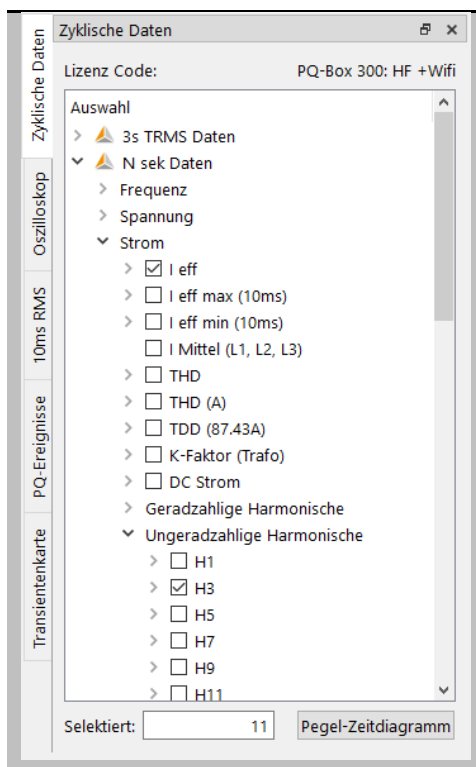 Zyklische Daten
Lizenz Code: PQ-Box 300: HF +Wifi
Auswahl
3s TRMS Daten
N sek Daten
Frequenz
Spannung
Strom
I eff
I eff max (10ms)
I eff min (10ms)
I Mittel (L1, L2, L3)
THD
THD (A)
TDD (87.43A)
K-Faktor (Trafo)
DC Strom
Geradzahlige Harmonische
Ungeradzahlige Harmonische
H1
H3
H5
H7
H9
H11
Selektiert: 11 Pegel-Zeitdiagramm
Zyklische Daten
Oszilloskop
10ms RMS
PQ-Ereignisse
Transientenkarte